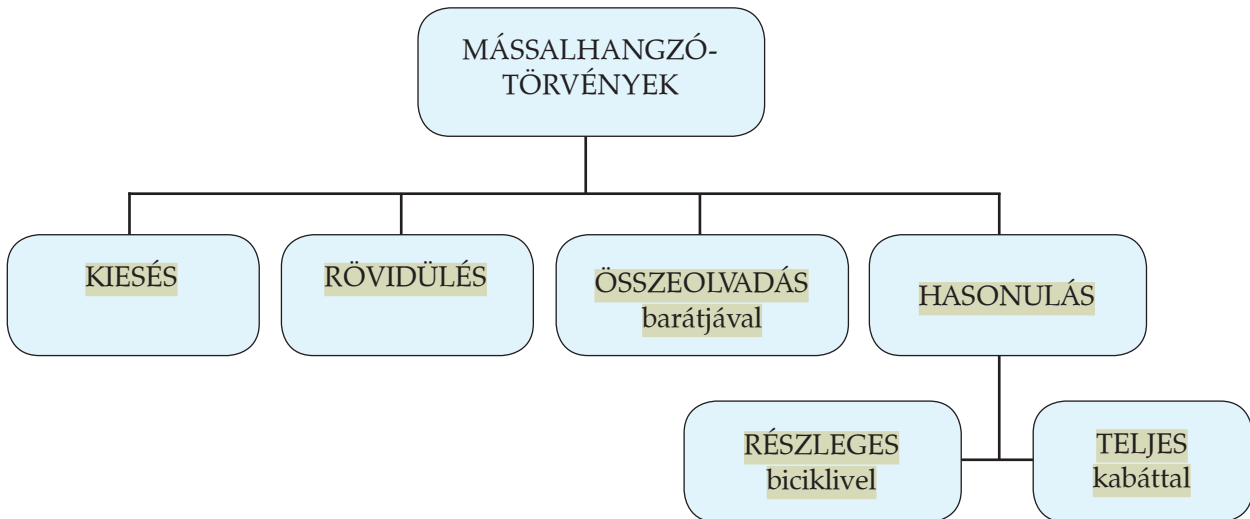 MÁSSALHANGZÓ-
TÖRVÉNYEK
KIESÉS
RÖVIDÜLÉS
ÖSSZEOLVADÁS
barátjával
HASONULÁS
RÉSZLEGES
biciklivel
TELJES
kabáttal